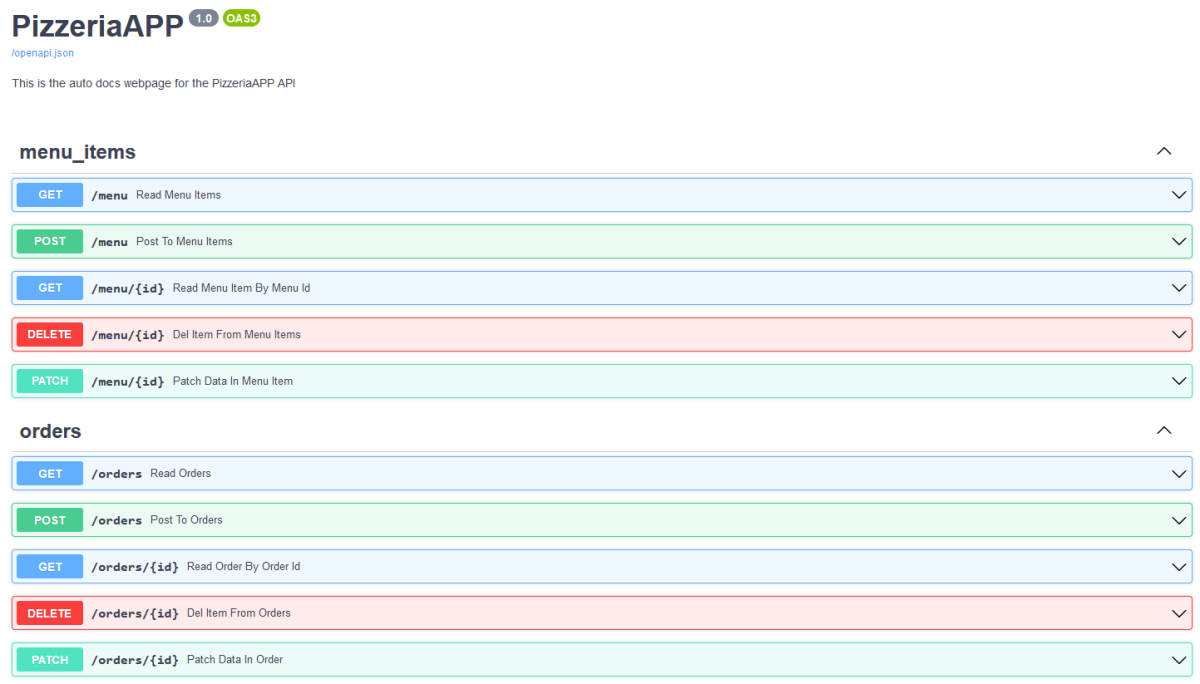 PizzeriaAPP 1.0 OAS3
/openapi.json
This is the auto docs webpage for the PizzeriaAPP API
menu_items
GET /menu Read Menu Items
POST /menu Post To Menu Items
GET /menu/{id} Read Menu Item By Menu Id
DELETE /menu/{id} Del Item From Menu Items
PATCH /menu/{id} Patch Data In Menu Item
orders
GET /orders Read Orders
POST /orders Post To Orders
GET /orders/{id} Read Order By Order Id
DELETE /orders/{id} Del Item From Orders
PATCH /orders/{id} Patch Data In Order